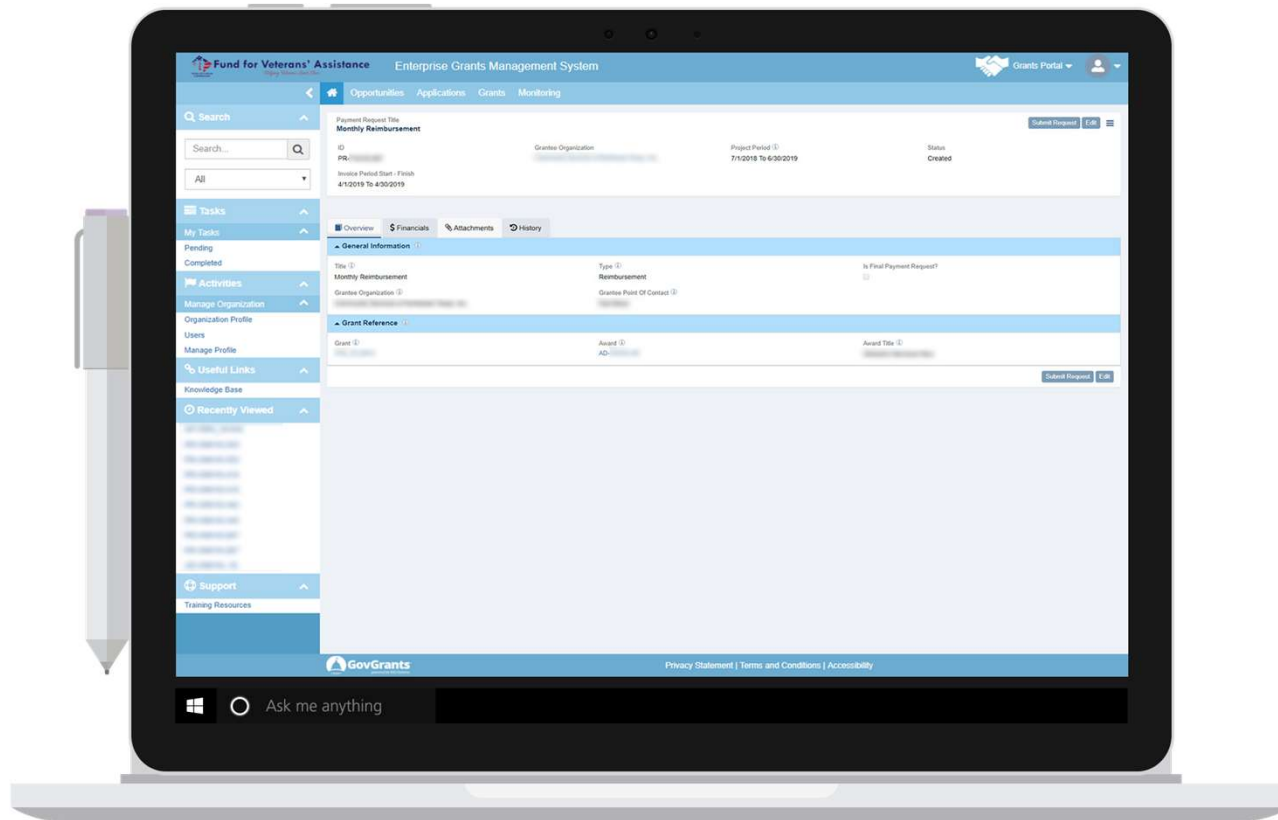 Fund for Veterans' Assistance
Enterprise Grants Management System
Grants Portal
Opportunities Applications Grants Monitoring
Search
Search...
All
Tasks
My Tasks
Pending
Completed
Activities
Manage Organization
Organization Profile
Users
Manage Profile
Useful Links
Knowledge Base
Recently Viewed
Support
Training Resources
Payment Request Title
Monthly Reimbursement
Submit Request Edit
ID Grantee Organization Project Period Status
PR- 7/1/2018 To 6/30/2019 Created
Invoice Period Start - Finish
4/1/2019 To 4/30/2019
Overview $ Financials Attachments History
General Information
Title Type Is Final Payment Request?
Monthly Reimbursement Reimbursement
Grantee Organization Grantee Point Of Contact
Grant Reference
Grant Award Award Title
AD-
Submit Request Edit
GovGrants
Privacy Statement | Terms and Conditions | Accessibility
Ask me anything